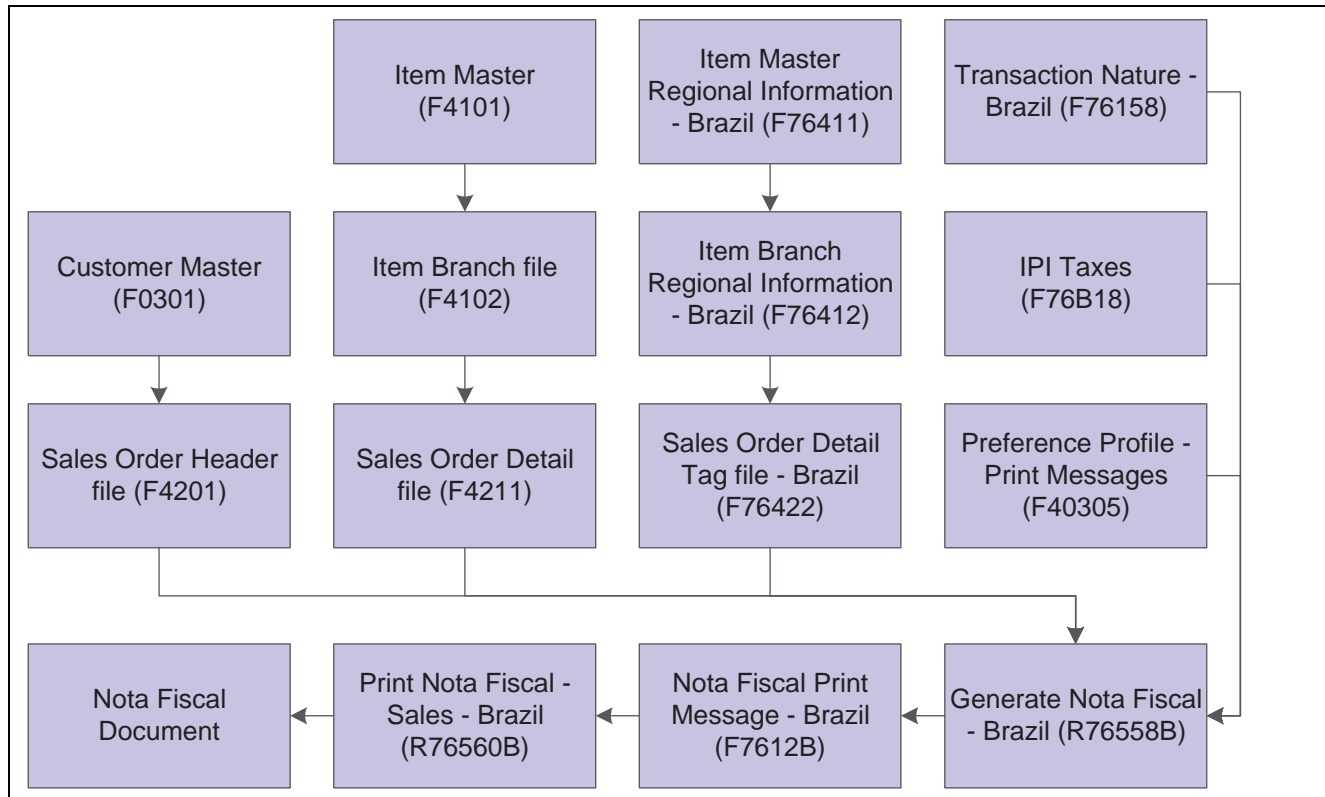 Item Master
(F4101)
Item Master
Regional Information
- Brazil (F76411)
Transaction Nature -
Brazil (F76158)
Customer Master
(F0301)
Item Branch file
(F4102)
Item Branch
Regional Information
- Brazil (F76412)
IPI Taxes
(F76B18)
Sales Order Header
file (F4201)
Sales Order Detail
file (F4211)
Sales Order Detail
Tag file - Brazil
(F76422)
Preference Profile -
Print Messages
(F40305)
Nota Fiscal
Document
Print Nota Fiscal -
Sales - Brazil
(R76560B)
Nota Fiscal Print
Message - Brazil
(F7612B)
Generate Nota Fiscal
- Brazil (R76558B)